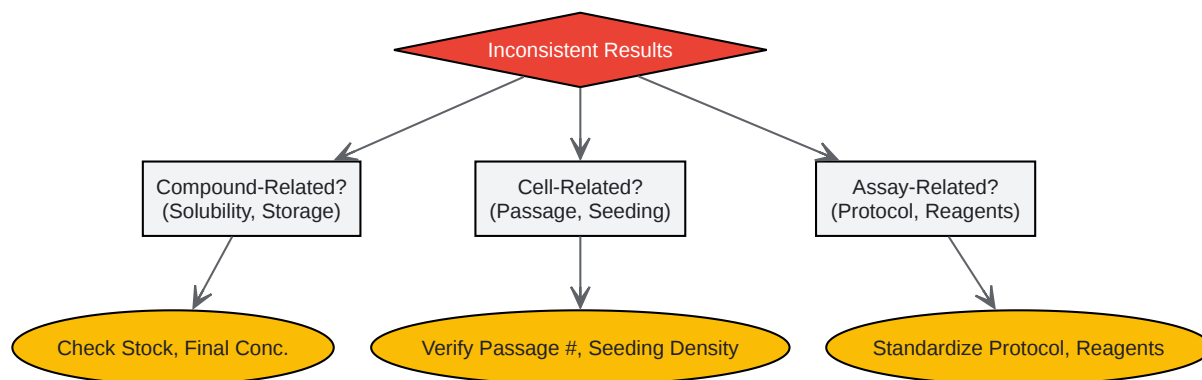 Inconsistent Results
Compound-Related?
(Solubility, Storage)
Cell-Related?
(Passage, Seeding)
Assay-Related?
(Protocol, Reagents)
Check Stock, Final Conc.
Verify Passage #, Seeding Density
Standardize Protocol, Reagents